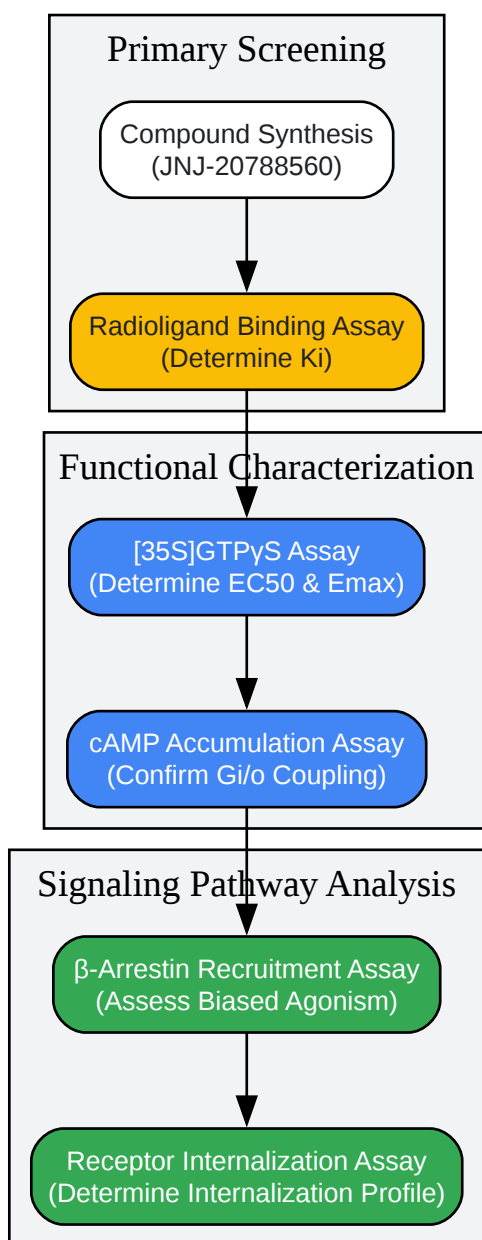 Primary Screening
Compound Synthesis
(JNJ-20788560)
Radioligand Binding Assay
(Determine Ki)
Functional Characterization
[35S]GTPγS Assay
(Determine EC50 & Emax)
cAMP Accumulation Assay
(Confirm Gi/o Coupling)
Signaling Pathway Analysis
β-Arrestin Recruitment Assay
(Assess Biased Agonism)
Receptor Internalization Assay
(Determine Internalization Profile)